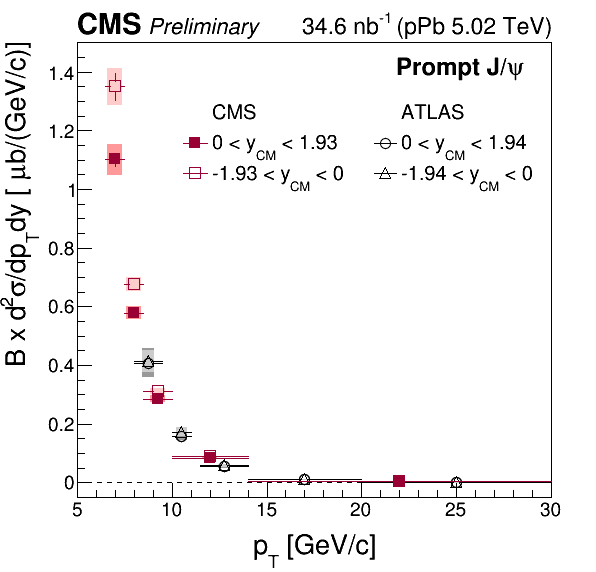 CMS Preliminary 34.6 nb⁻¹ (pPb 5.02 TeV)
Prompt J/ψ
CMS ATLAS
0 < y_CM < 1.93 0 < y_CM < 1.94
-1.93 < y_CM < 0 -1.94 < y_CM < 0
B x d²σ/dp_Tdy [ μb/(GeV/c)]
1.4
1.2
1
0.8
0.6
0.4
0.2
0
5 10 15 20 25 30
p_T [GeV/c]